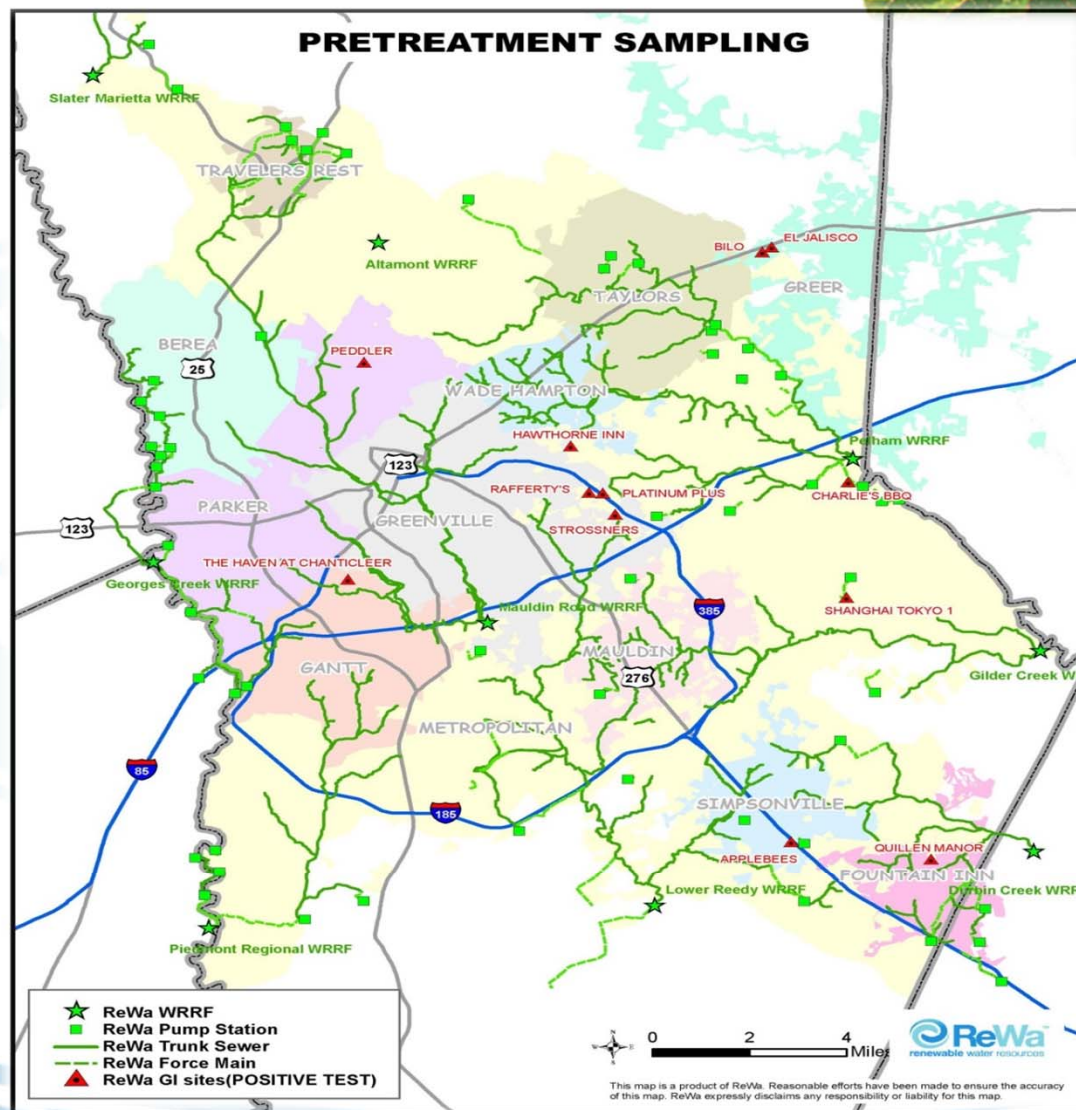 PRETREATMENT SAMPLING
Slater Marietta WRRF
TRAVELERS REST
Altamont WRRF
BILO
EL JALISCO
GREER
TAYLORS
BEREA
25
PEDDLER
WADE HAMPTON
HAWTHORNE INN
123
Pelham WRRF
RAFFERTY'S
PLATINUM PLUS
CHARLIE'S BBQ
PARKER
GREENVILLE
STROSSNERS
123
THE HAVEN AT CHANTICLEER
Georges Creek WRRF
Mauldin Road WRRF
385
SHANGHAI TOKYO 1
GANTT
MAULDIN
276
Gilder Creek W
METROPOLITAN
85
185
SIMPSONVILLE
APPLEBEES
QUILLEN MANOR
FOUNTAIN INN
Lower Reedy WRRF
Durbin Creek WRF
Piedmont Regional WRRF
ReWa WRRF
ReWa Pump Station
ReWa Trunk Sewer
ReWa Force Main
ReWa GI sites(POSITIVE TEST)
N
W E
S
0 2 4
Miles
ReWa
renewable water resources
This map is a product of ReWa. Reasonable efforts have been made to ensure the accuracy
of this map. ReWa expressly disclaims any responsibility or liability for this map.